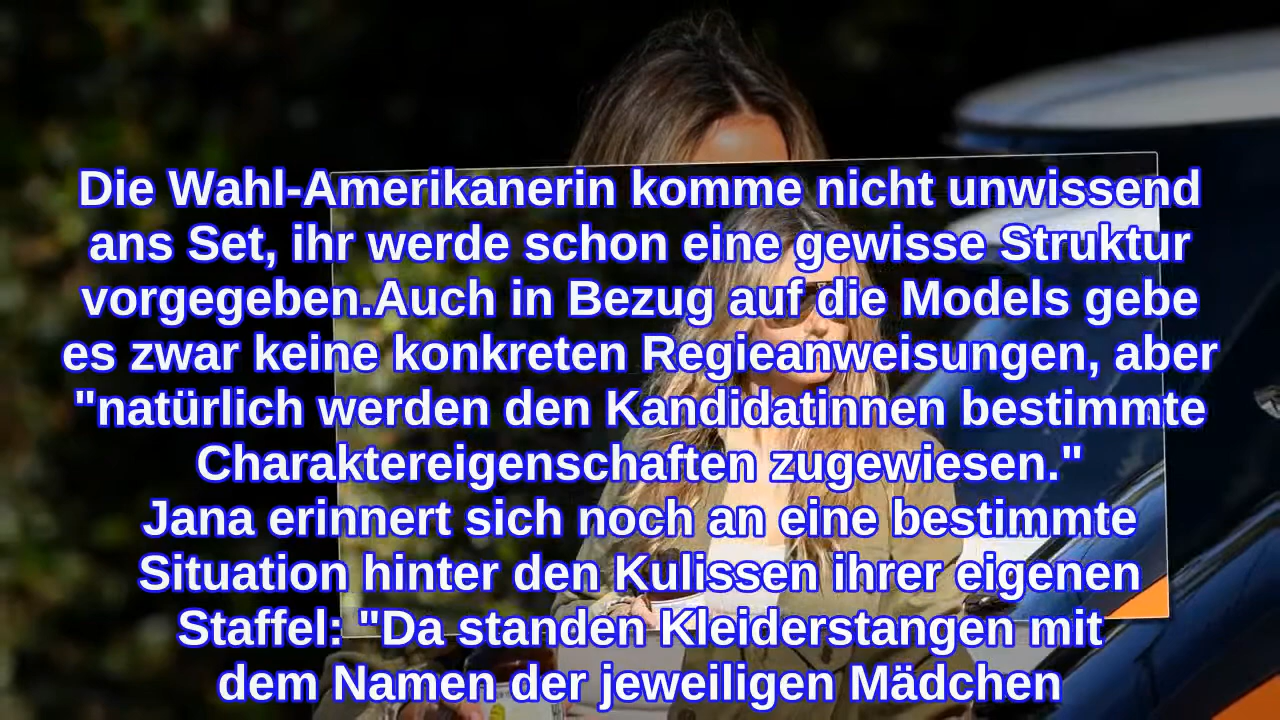 Die Wahl-Amerikanerin komme nicht unwissend
ans Set, ihr werde schon eine gewisse Struktur
vorgegeben.Auch in Bezug auf die Models gebe
es zwar keine konkreten Regieanweisungen, aber
"natürlich werden den Kandidatinnen bestimmte
Charaktereigenschaften zugewiesen."
Jana erinnert sich noch an eine bestimmte
Situation hinter den Kulissen ihrer eigenen
Staffel: "Da standen Kleiderstangen mit
dem Namen der jeweiligen Mädchen